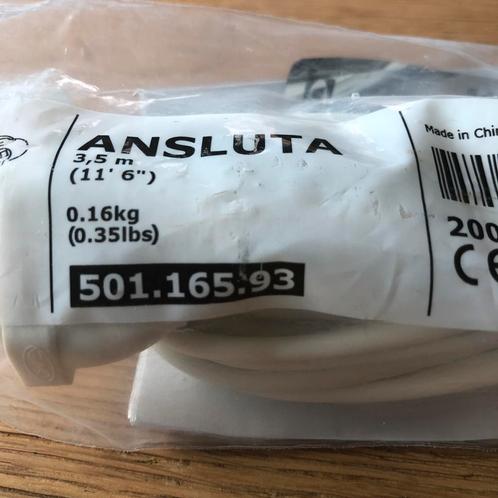 ANSLUTA
3,5 m
(11' 6")
0.16kg
(0.35lbs)
501.165.93
Made in Chin
200
CE